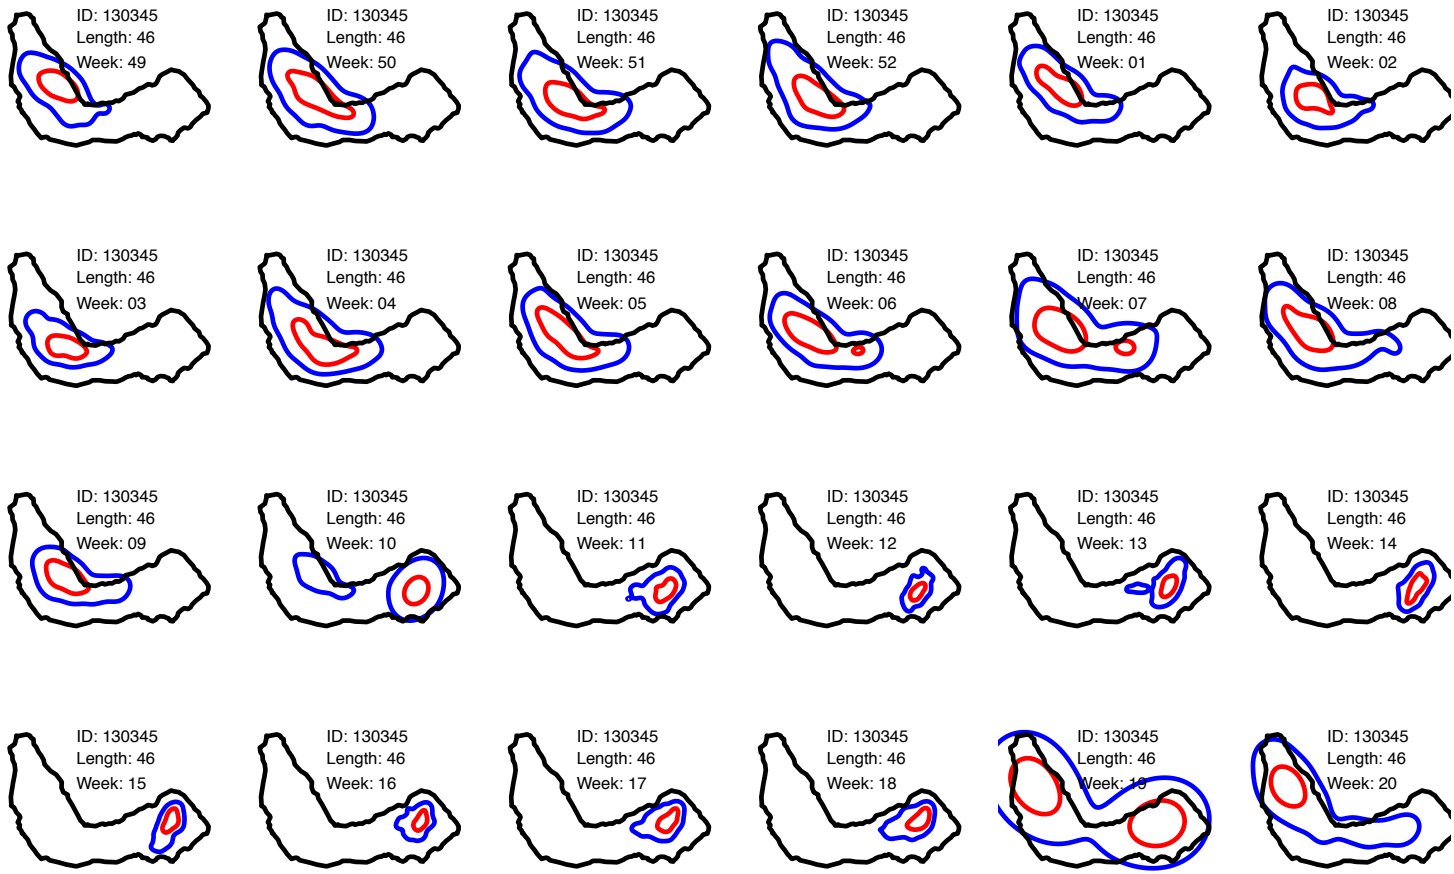 ID: 130345
Length: 46
Week: 49
ID: 130345
Length: 46
Week: 50
ID: 130345
Length: 46
Week: 51
ID: 130345
Length: 46
Week: 52
ID: 130345
Length: 46
Week: 01
ID: 130345
Length: 46
Week: 02
ID: 130345
Length: 46
Week: 03
ID: 130345
Length: 46
Week: 04
ID: 130345
Length: 46
Week: 05
ID: 130345
Length: 46
Week: 06
ID: 130345
Length: 46
Week: 07
ID: 130345
Length: 46
Week: 08
ID: 130345
Length: 46
Week: 09
ID: 130345
Length: 46
Week: 10
ID: 130345
Length: 46
Week: 11
ID: 130345
Length: 46
Week: 12
ID: 130345
Length: 46
Week: 13
ID: 130345
Length: 46
Week: 14
ID: 130345
Length: 46
Week: 15
ID: 130345
Length: 46
Week: 16
ID: 130345
Length: 46
Week: 17
ID: 130345
Length: 46
Week: 18
ID: 130345
Length: 46
Week: 19
ID: 130345
Length: 46
Week: 20